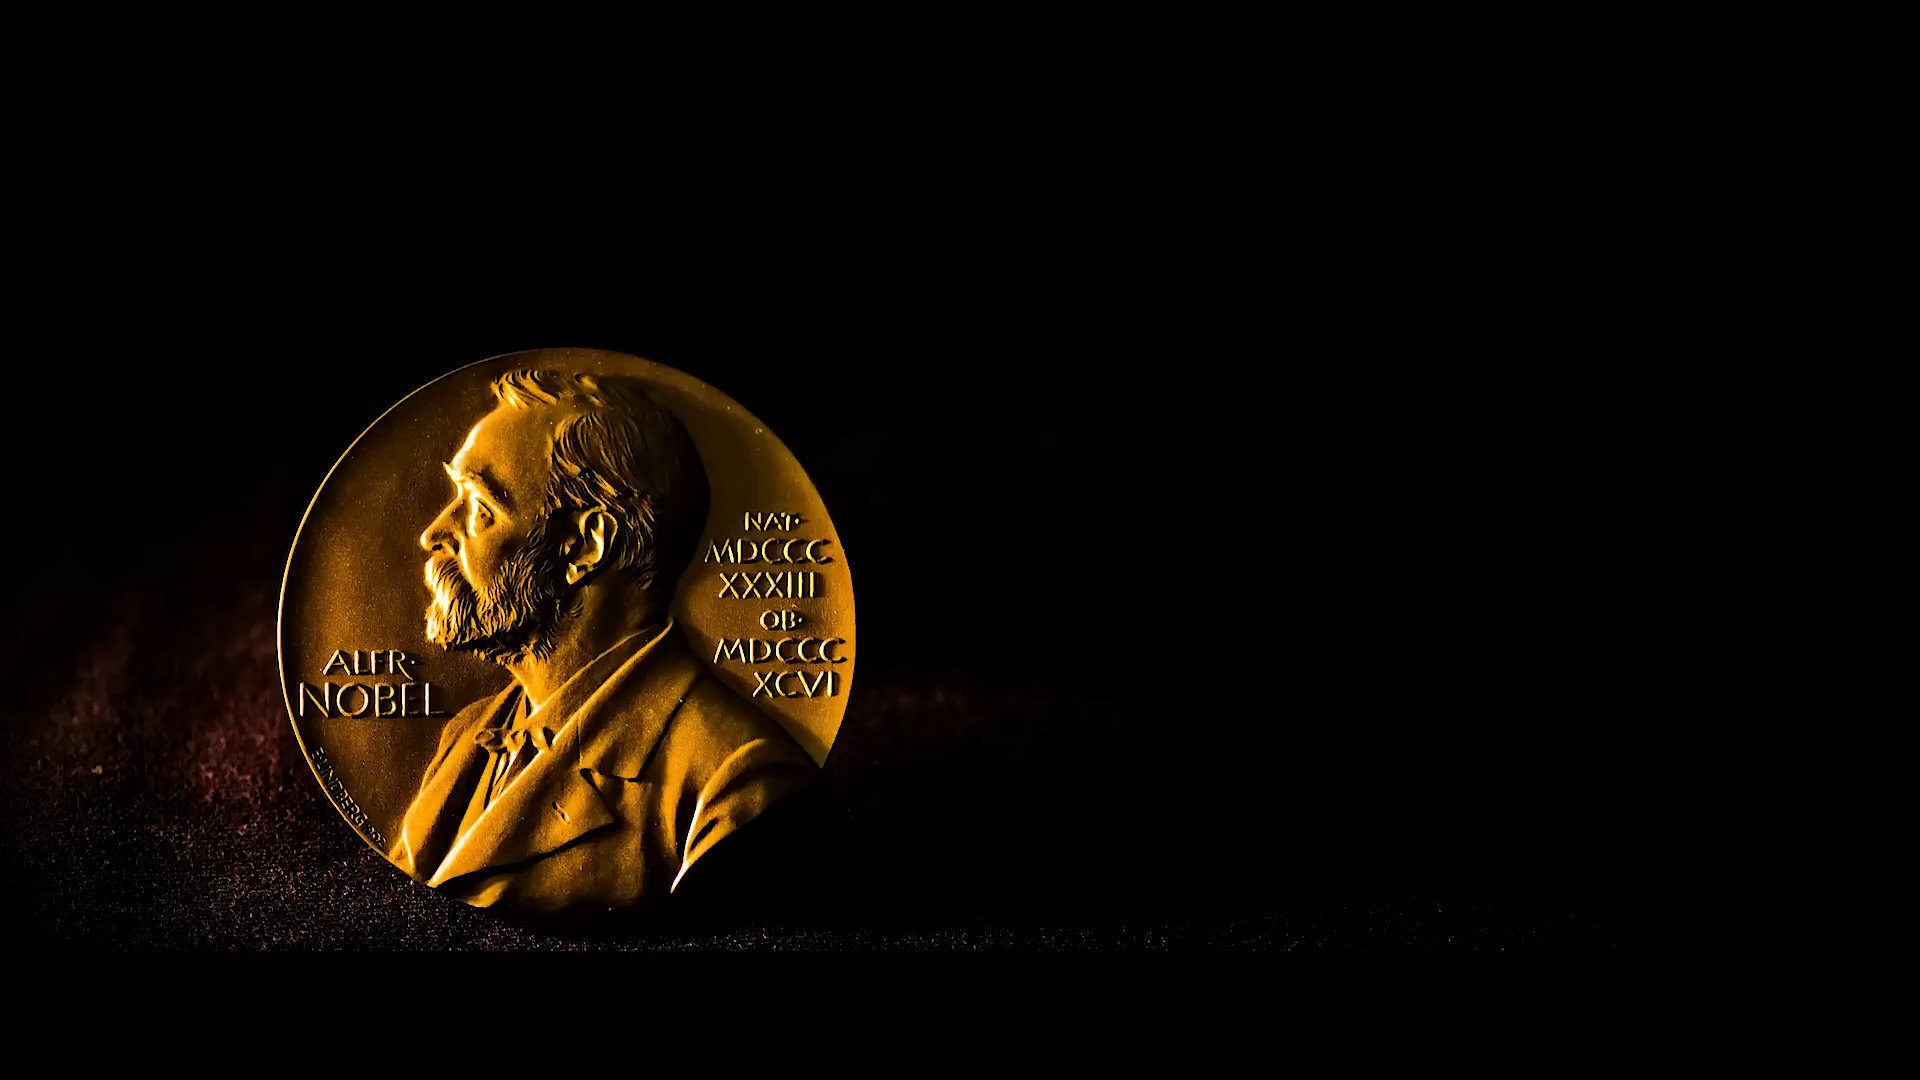 ALFR·
NOBEL
NAT·
MDCCC
XXXIII
OB·
MDCCC
XCVI